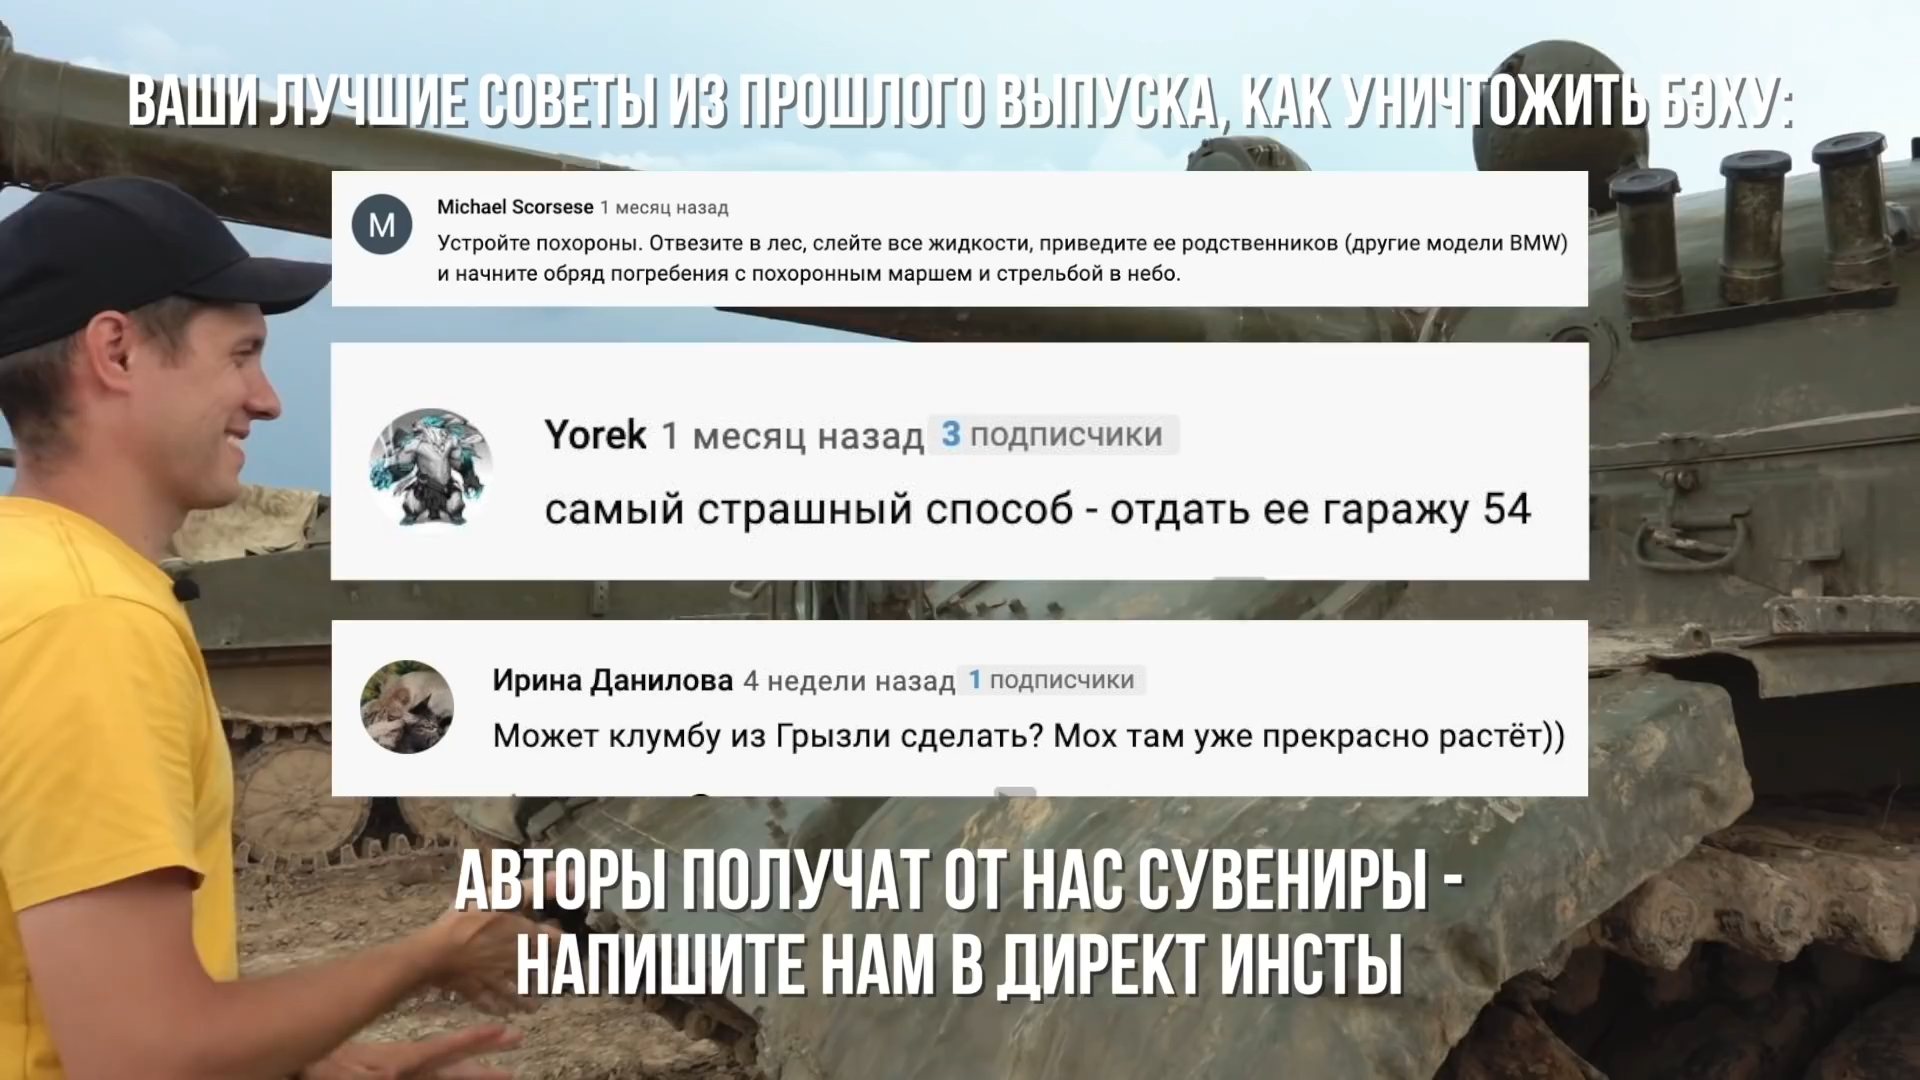 ВАШИ ЛУЧШИЕ СОВЕТЫ ИЗ ПРОШЛОГО ВЫПУСКА, КАК УНИЧТОЖИТЬ БЭХУ:
M
Michael Scorsese 1 месяц назад
Устройте похороны. Отвезите в лес, слейте все жидкости, приведите ее родственников (другие модели BMW)
и начните обряд погребения с похоронным маршем и стрельбой в небо.
Yorek 1 месяц назад 3 подписчики
самый страшный способ - отдать ее гаражу 54
Ирина Данилова 4 недели назад 1 подписчики
Может клумбу из Грызли сделать? Мох там уже прекрасно растёт))
АВТОРЫ ПОЛУЧАТ ОТ НАС СУВЕНИРЫ -
НАПИШИТЕ НАМ В ДИРЕКТ ИНСТЫ